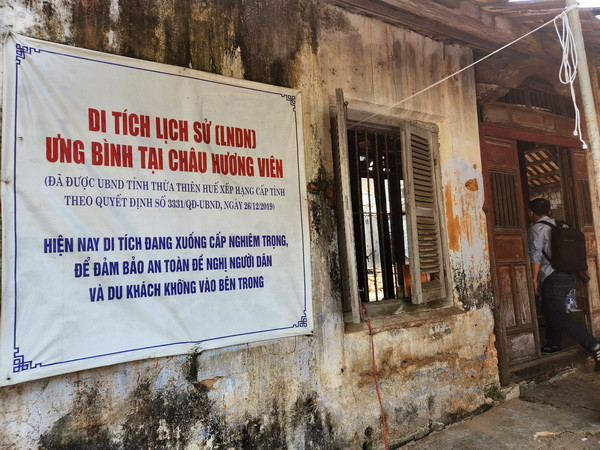 DI TÍCH LỊCH SỬ (LNDN)
ƯNG BÌNH TẠI CHÂU HƯƠNG VIÊN
(ĐÃ ĐƯỢC UBND TỈNH THỪA THIÊN HUẾ XẾP HẠNG CẤP TỈNH
THEO QUYẾT ĐỊNH SỐ 3331/QĐ-UBND, NGÀY 26/12/2019)
HIỆN NAY DI TÍCH ĐANG XUỐNG CẤP NGHIÊM TRỌNG,
ĐỂ ĐẢM BẢO AN TOÀN ĐỀ NGHỊ NGƯỜI DÂN
VÀ DU KHÁCH KHÔNG VÀO BÊN TRONG